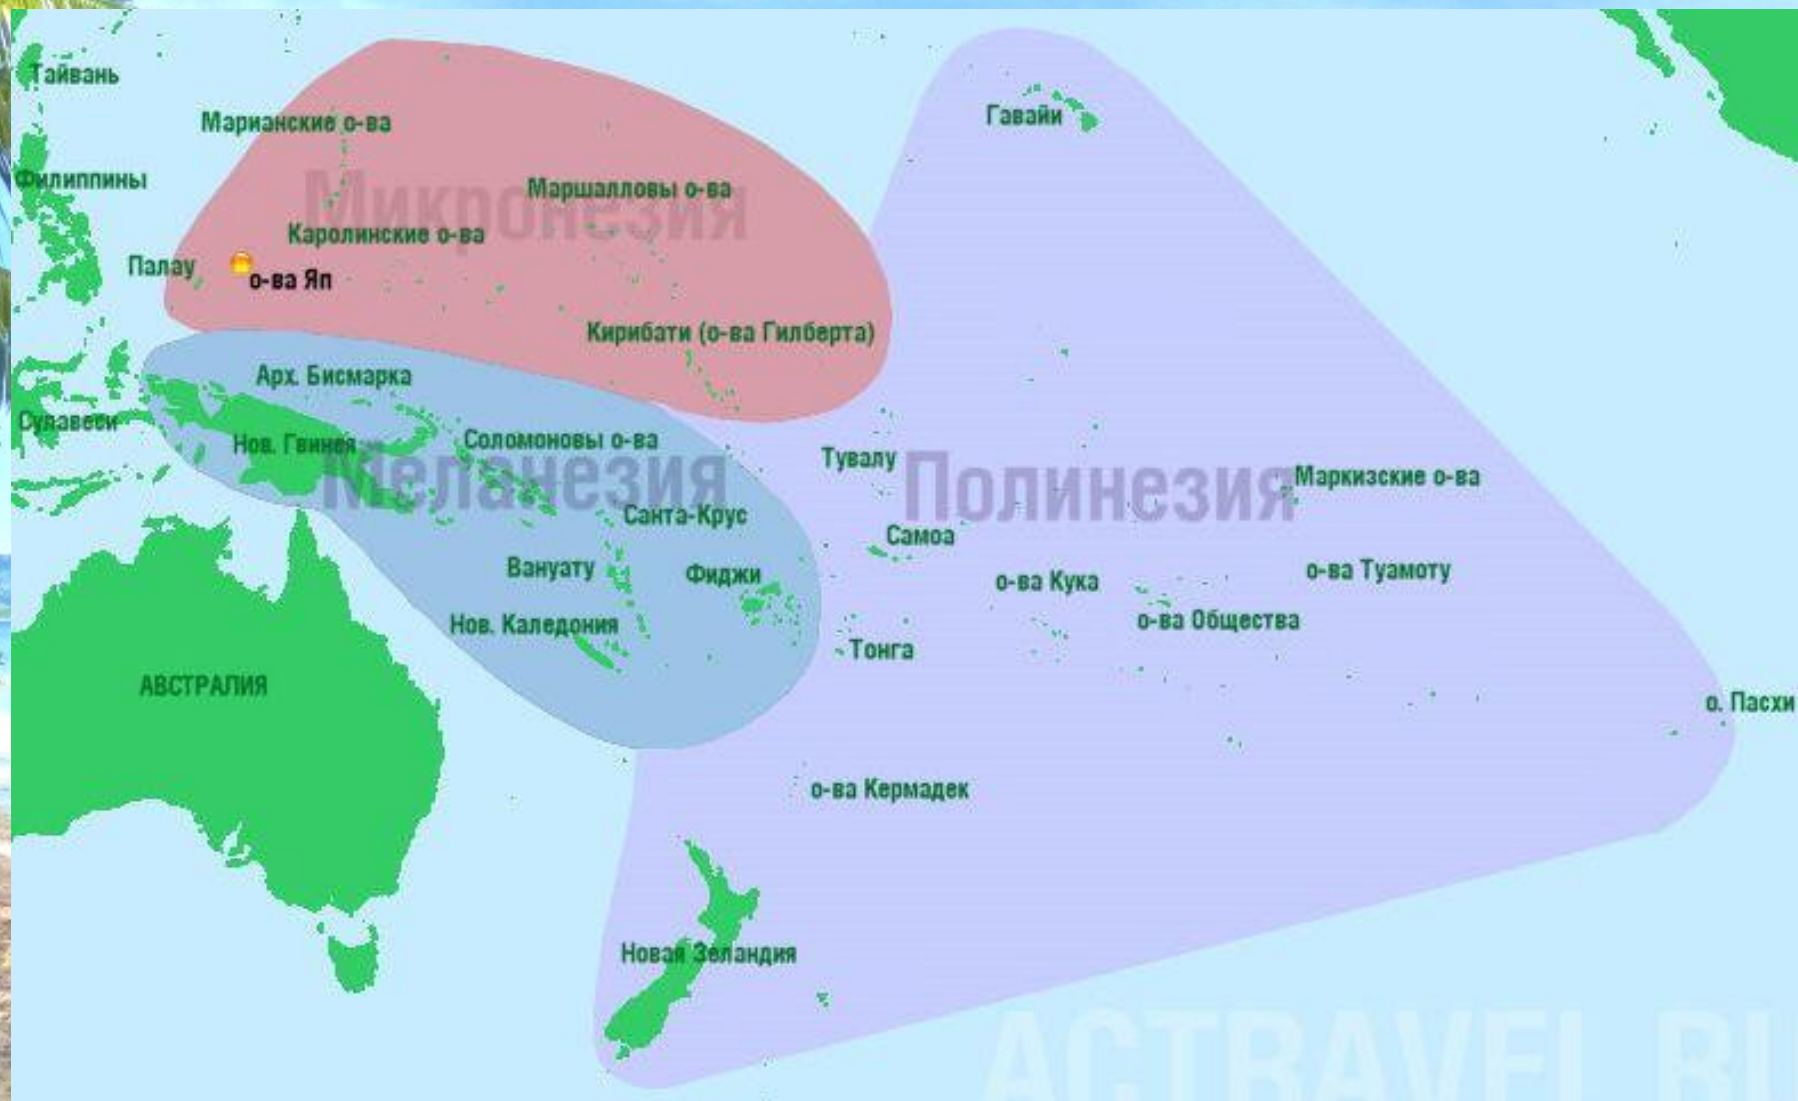 Тайвань
Гавайи
Марианские о-ва
Филиппины
Микронезия
Маршалловы о-ва
Каролинские о-ва
Палау
о-ва Яп
Кирибати (о-ва Гилберта)
Арх. Бисмарка
Сулавеси
Нов. Гвинея
Соломоновы о-ва
Тувалу
Меланезия
Полинезия
Маркизские о-ва
Санта-Крус
Самоа
Вануату
Фиджи
о-ва Кука
о-ва Туамоту
Нов. Каледония
о-ва Общества
Тонга
АВСТРАЛИЯ
о. Пасхи
о-ва Кермадек
Новая Зеландия
ACTRAVEL.RU